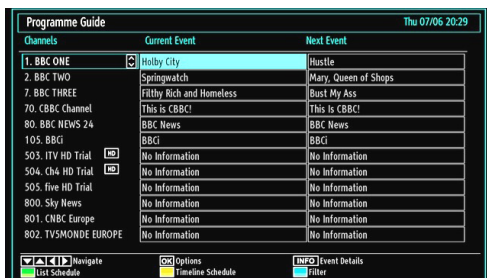 Programme Guide Thu 07/06 20:29
Channels Current Event Next Event
1. BBC ONE Holby City Hustle
2. BBC TWO Springwatch Mary, Queen of Shops
7. BBC THREE Filthy Rich and Homeless Bust My Ass
70. CBBC Channel This is CBBC! This Is CBBC!
80. BBC NEWS 24 BBC News BBC News
105. BBCi BBCi BBCi
503. ITV HD Trial HD No Information No Information
504. Ch4 HD Trial HD No Information No Information
505. five HD Trial No Information No Information
800. Sky News No Information No Information
801. CNBC Europe No Information No Information
802. TV5MONDE EUROPE No Information No Information
Navigate OK Options INFO Event Details
List Schedule Timeline Schedule Filter